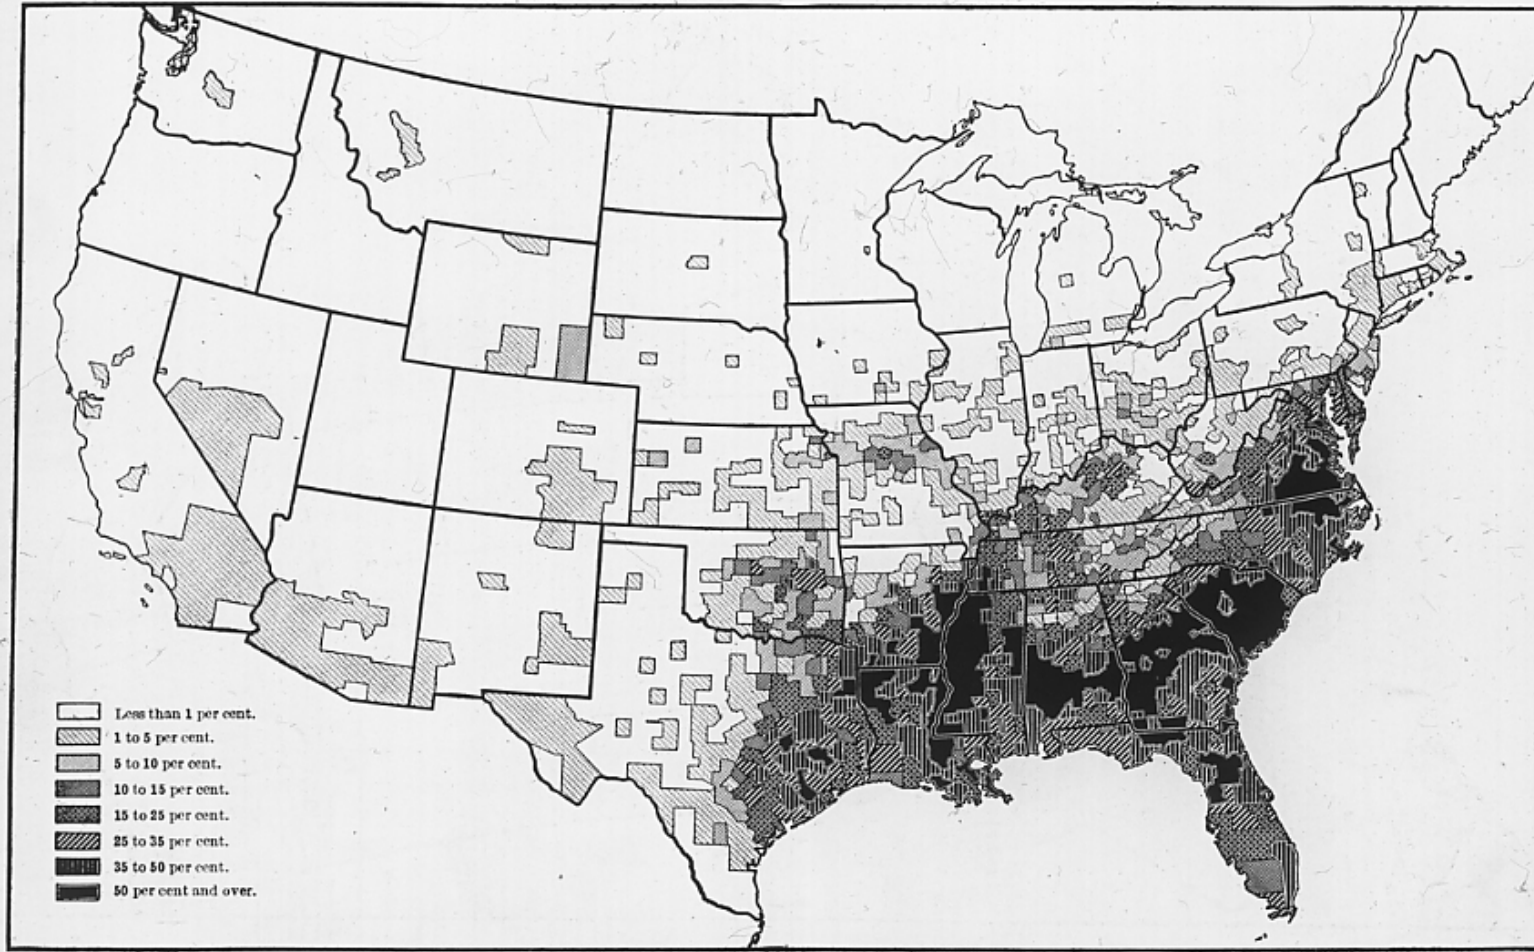 Less than 1 per cent.
1 to 5 per cent.
5 to 10 per cent.
10 to 15 per cent.
15 to 25 per cent.
25 to 35 per cent.
35 to 50 per cent.
50 per cent and over.